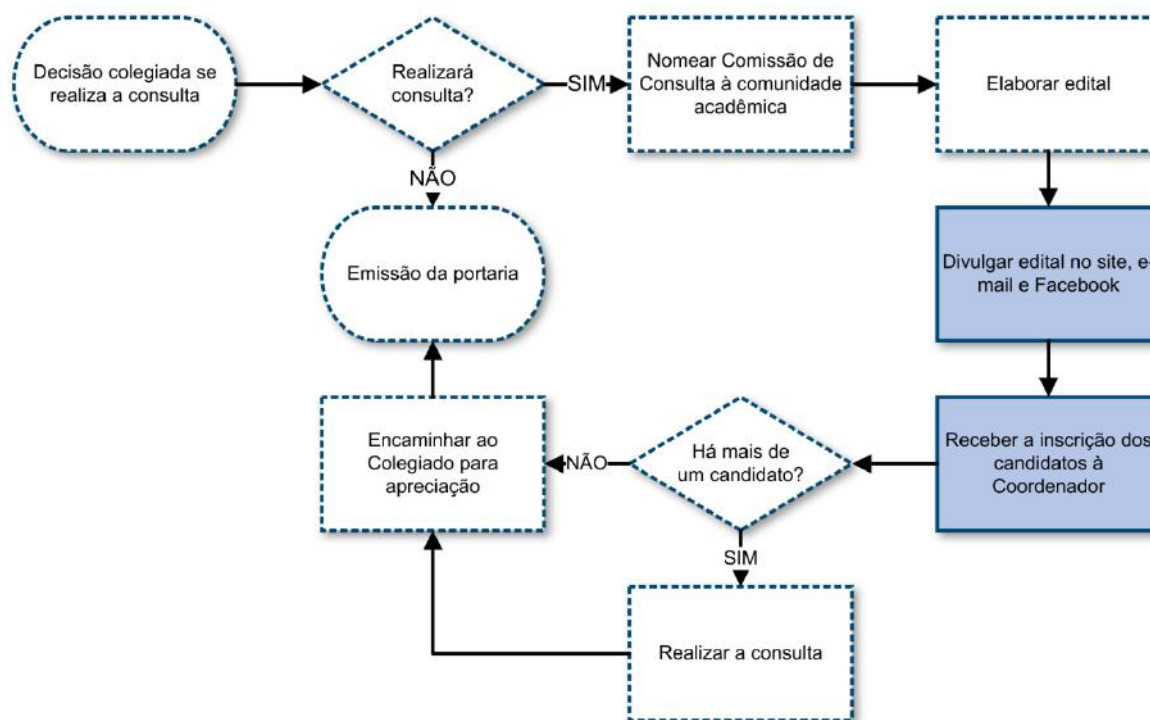 Decisão colegiada se
realiza a consulta
Realizará
consulta?
SIM
Nomear Comissão de
Consulta à comunidade
acadêmica
Elaborar edital
NÃO
Emissão da portaria
Divulgar edital no site, e-
mail e Facebook
Receber a inscrição dos
candidatos à
Coordenador
Há mais de
um candidato?
NÃO
Encaminhar ao
Colegiado para
apreciação
SIM
Realizar a consulta